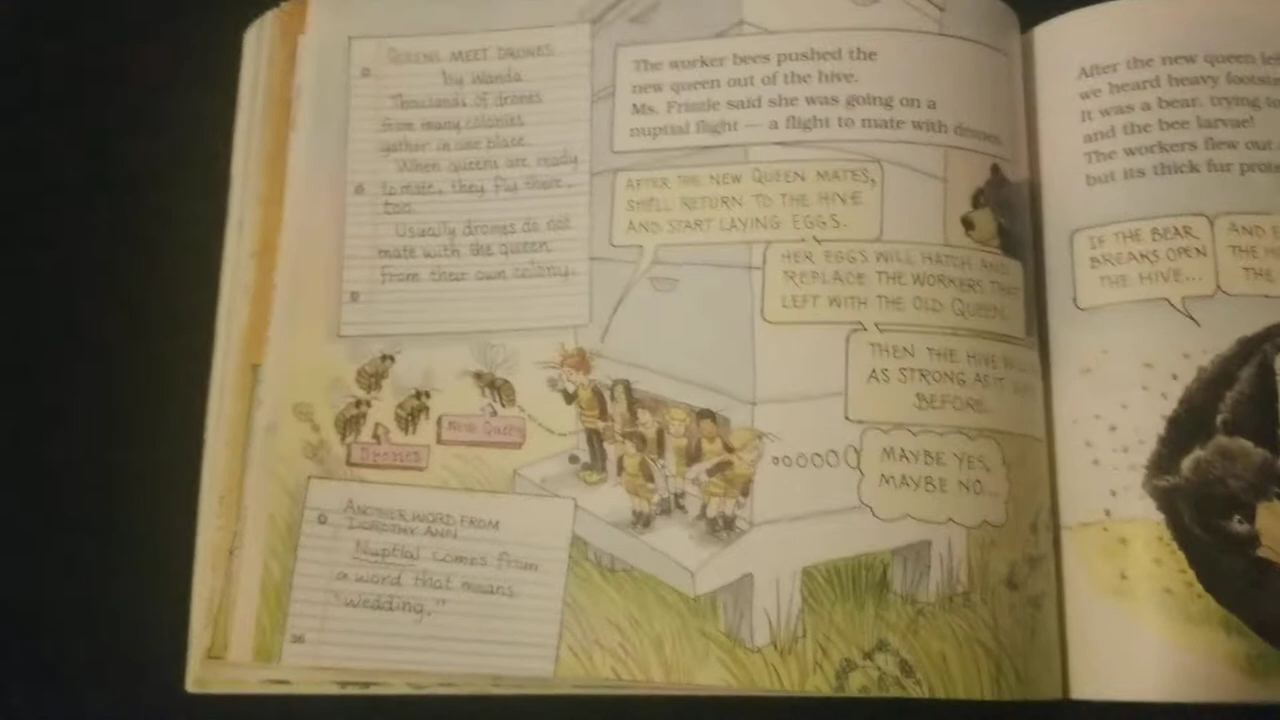 QUEENS MEET DRONES
by Wanda
Thousands of drones
from many colonies
gather in one place.
When queens are ready
to mate, they fly there,
too.
Usually drones do not
mate with the queen
from their own colony.
The worker bees pushed the
new queen out of the hive.
Ms. Frizzle said she was going on a
nuptial flight — a flight to mate with drones.
AFTER THE NEW QUEEN MATES,
SHE'LL RETURN TO THE HIVE
AND START LAYING EGGS.
HER EGGS WILL HATCH AND
REPLACE THE WORKERS THAT
LEFT WITH THE OLD QUEEN.
THEN THE HIVE
AS STRONG AS IT
BEFORE.
MAYBE YES,
MAYBE NO...
New Queen
Drones
ANOTHER WORD FROM
DOROTHY ANN
Nuptial comes from
a word that means
"wedding."
36
After the new queen
we heard heavy
It was a bear, trying
and the bee larvae!
The workers flew out
but its thick fur
IF THE BEAR
BREAKS OPEN
THE HIVE...
AND
THE
THE